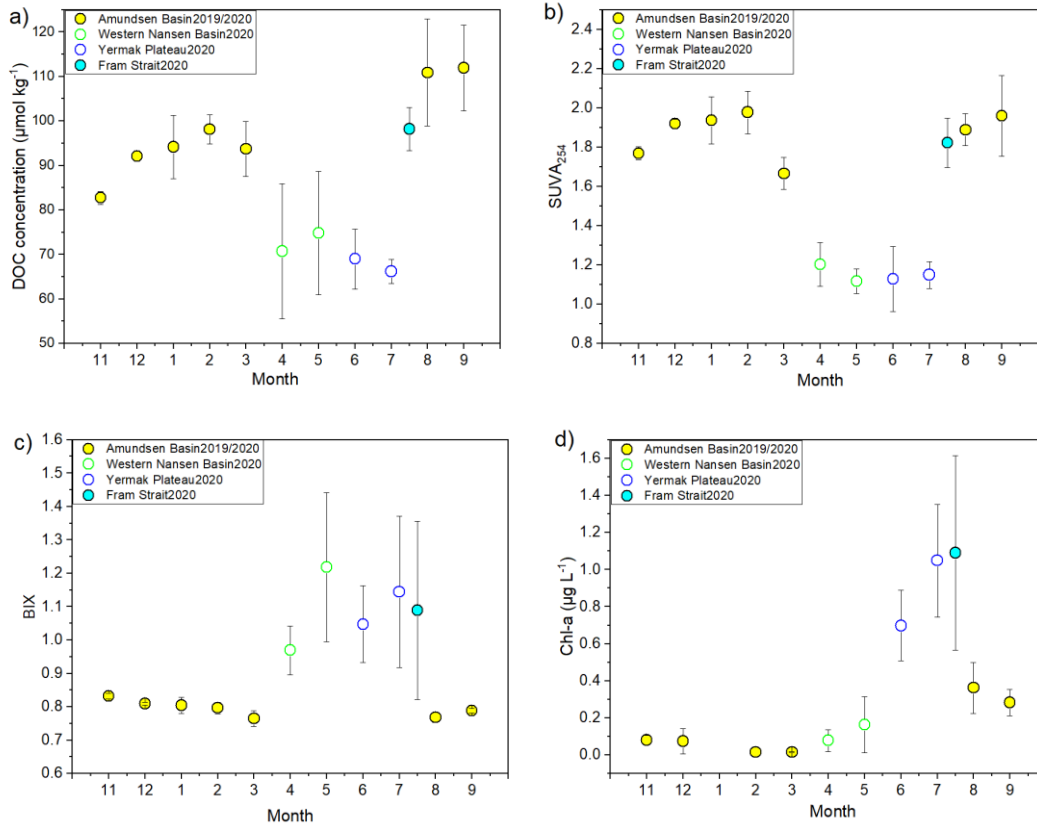 a)
Amundsen Basin2019/2020
Western Nansen Basin2020
Yermak Plateau2020
Fram Strait2020
DOC concentration (µmol kg⁻¹)
120
110
100
90
80
70
60
50
11 12 1 2 3 4 5 6 7 8 9
Month
b)
Amundsen Basin2019/2020
Western Nansen Basin2020
Yermak Plateau2020
Fram Strait2020
SUVA₂₅₄
2.6
2.4
2.2
2.0
1.8
1.6
1.4
1.2
1.0
0.8
11 12 1 2 3 4 5 6 7 8 9
Month
c)
Amundsen Basin2019/2020
Western Nansen Basin2020
Yermak Plateau2020
Fram Strait2020
BIX
1.6
1.5
1.4
1.3
1.2
1.1
1.0
0.9
0.8
0.7
0.6
11 12 1 2 3 4 5 6 7 8 9
Month
d)
Amundsen Basin2019/2020
Western Nansen Basin2020
Yermak Plateau2020
Fram Strait2020
Chl-a (µg L⁻¹)
1.6
1.4
1.2
1.0
0.8
0.6
0.4
0.2
0.0
11 12 1 2 3 4 5 6 7 8 9
Month